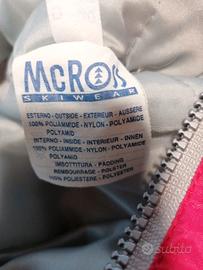 McROSS
SKIWEAR
ESTERNO - OUTSIDE - EXTERIEUR - AUSSERE
100% POLIAMMIDE - NYLON - POLYAMIDE
POLYAMID
INTERNO - INSIDE - INTERIEUR - INNEN
100% POLIAMMIDE - NYLON - POLYAMIDE
POLYAMID
IMBOTTITURA - PADDING
REMBOURRAGE - POLSTER
100% POLIESTERE - POLYESTER
subito